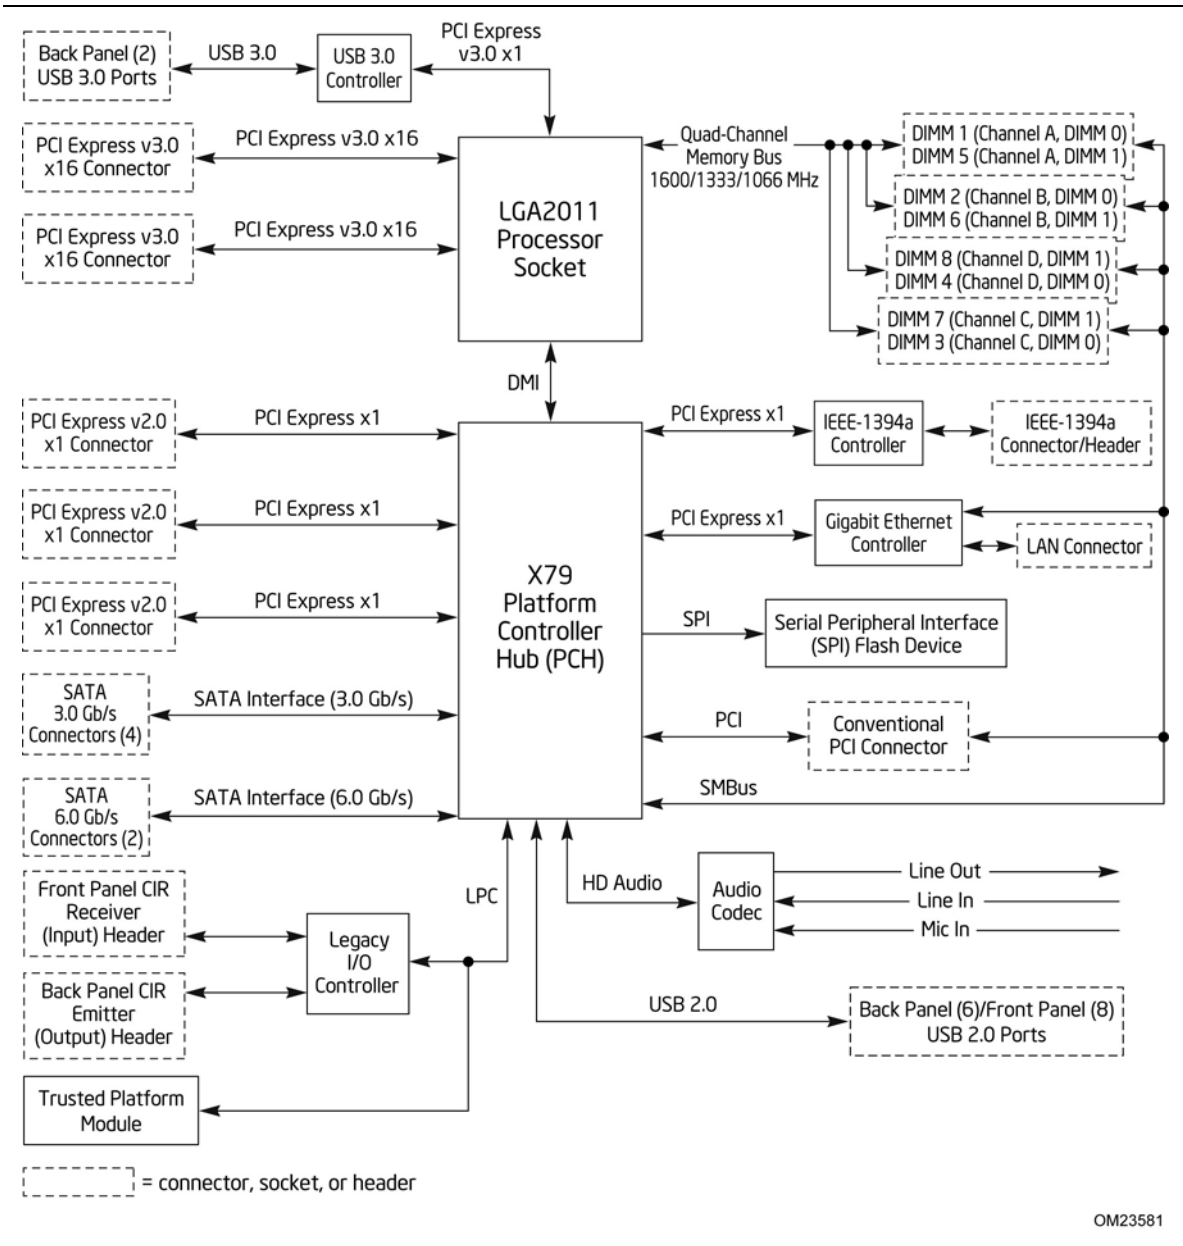 Back Panel (2)
USB 3.0 Ports
USB 3.0
USB 3.0
Controller
PCI Express
v3.0 x1
PCI Express v3.0
x16 Connector
PCI Express v3.0 x16
PCI Express v3.0
x16 Connector
PCI Express v3.0 x16
LGA2011
Processor
Socket
Quad-Channel
Memory Bus
1600/1333/1066 MHz
DIMM 1 (Channel A, DIMM 0)
DIMM 5 (Channel A, DIMM 1)
DIMM 2 (Channel B, DIMM 0)
DIMM 6 (Channel B, DIMM 1)
DIMM 8 (Channel D, DIMM 1)
DIMM 4 (Channel D, DIMM 0)
DIMM 7 (Channel C, DIMM 1)
DIMM 3 (Channel C, DIMM 0)
DMI
PCI Express v2.0
x1 Connector
PCI Express x1
PCI Express v2.0
x1 Connector
PCI Express x1
PCI Express v2.0
x1 Connector
PCI Express x1
SATA
3.0 Gb/s
Connectors (4)
SATA Interface (3.0 Gb/s)
SATA
6.0 Gb/s
Connectors (2)
SATA Interface (6.0 Gb/s)
X79
Platform
Controller
Hub (PCH)
PCI Express x1
IEEE-1394a
Controller
IEEE-1394a
Connector/Header
PCI Express x1
Gigabit Ethernet
Controller
LAN Connector
SPI
Serial Peripheral Interface
(SPI) Flash Device
PCI
Conventional
PCI Connector
SMBus
Front Panel CIR
Receiver
(Input) Header
Back Panel CIR
Emitter
(Output) Header
Legacy
I/O
Controller
LPC
HD Audio
Audio
Codec
Line Out
Line In
Mic In
USB 2.0
Back Panel (6)/Front Panel (8)
USB 2.0 Ports
Trusted Platform
Module
= connector, socket, or header
OM23581